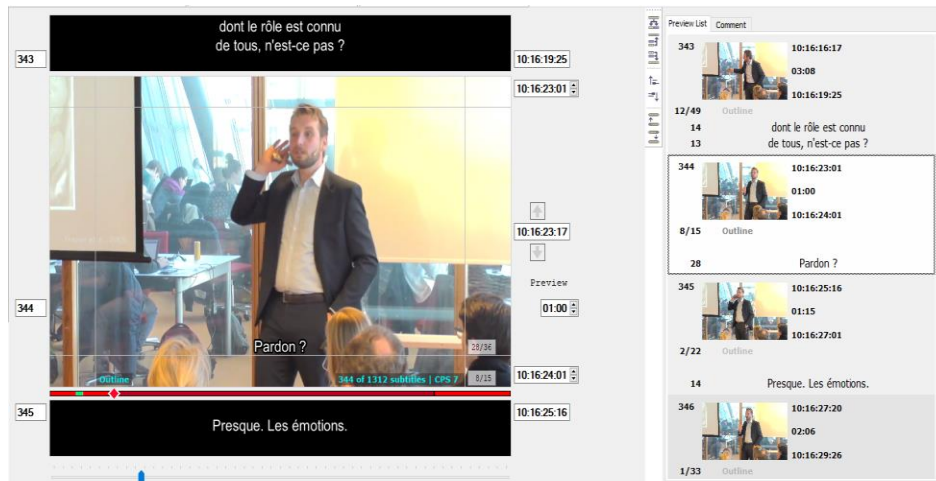 dont le rôle est connu
de tous, n'est-ce pas ?
343
10:16:19:25
10:16:23:01
10:16:23:17
Preview
344
01:00
Pardon ?
28/36
Outline
344 of 1312 subtitles | CPS 7
8/15
10:16:24:01
345
10:16:25:16
Presque. Les émotions.
Preview List
Comment
343
10:16:16:17
03:08
10:16:19:25
12/49
Outline
14
dont le rôle est connu
13
de tous, n'est-ce pas ?
344
10:16:23:01
01:00
10:16:24:01
8/15
Outline
28
Pardon ?
345
10:16:25:16
01:15
10:16:27:01
2/22
Outline
14
Presque. Les émotions.
346
10:16:27:20
02:06
10:16:29:26
1/33
Outline